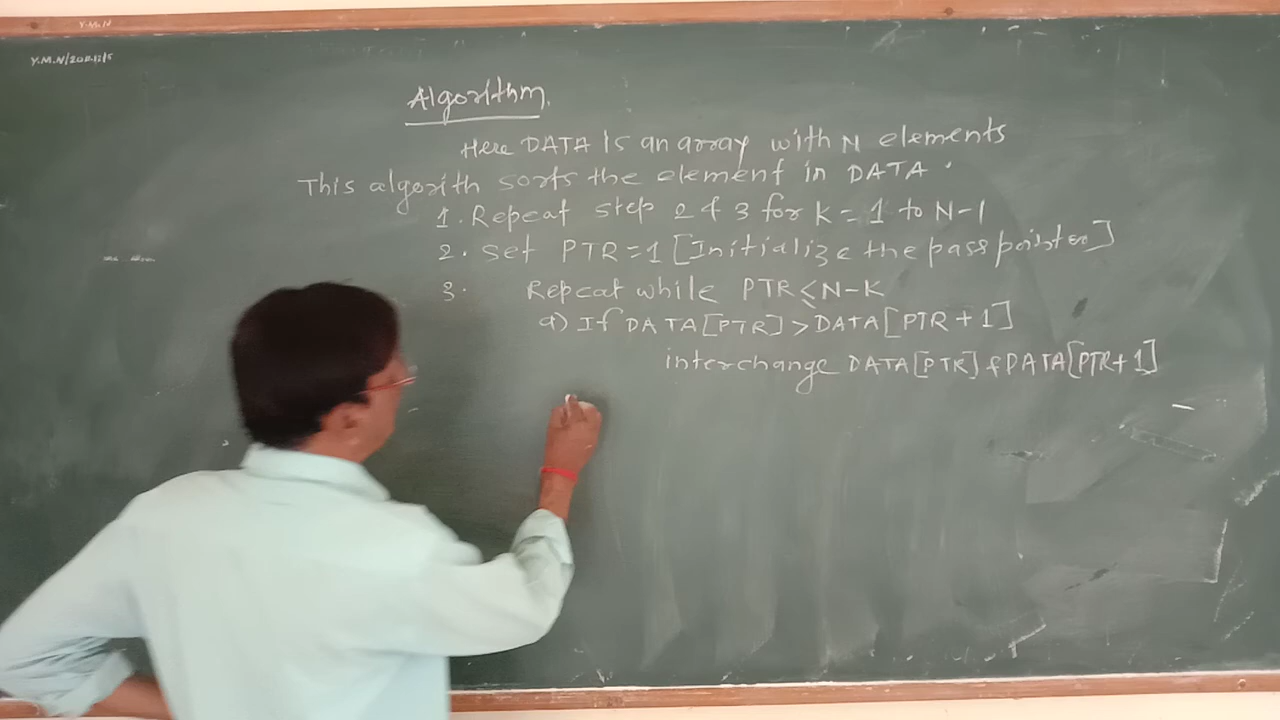 Y.M.N
Algorithm.
Here DATA Is an array with N elements
This algorith sorts the element in DATA.
1. Repeat step 2 & 3 for K = 1 to N-1
2. Set PTR = 1 [Initialize the pass pointer]
3. Repeat while PTR ≤ N-K
a) If DATA[PTR] > DATA[PTR + 1]
interchange DATA[PTR] & DATA[PTR+1]